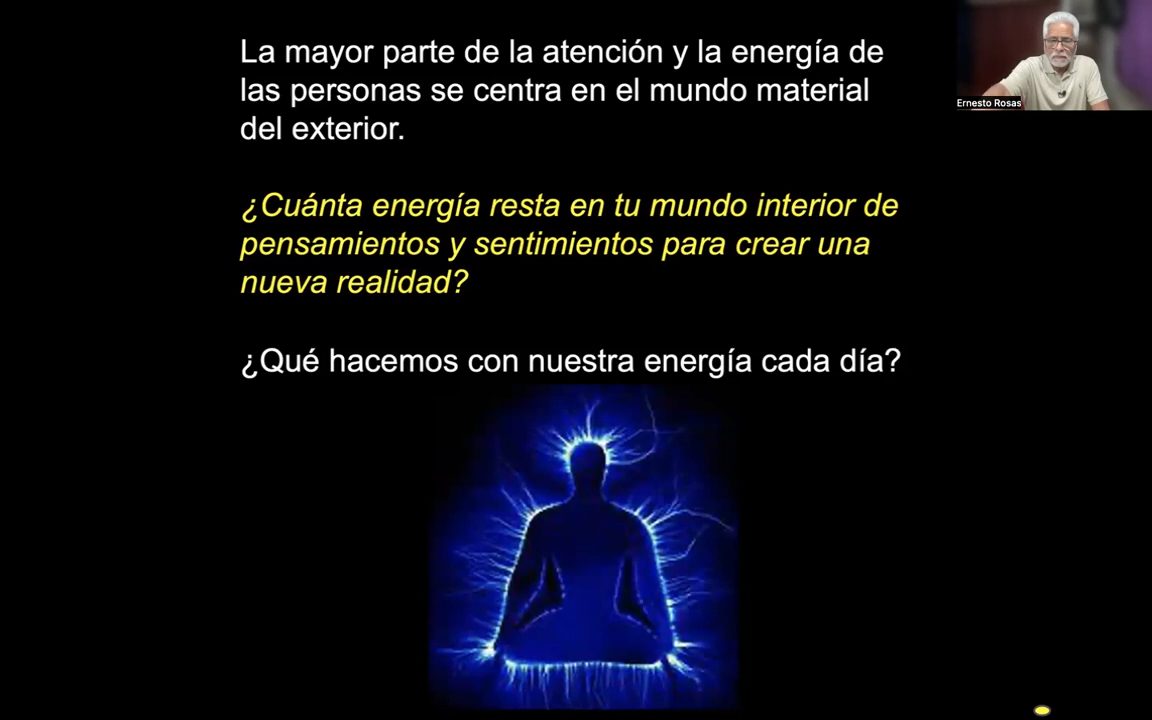 La mayor parte de la atención y la energía de
las personas se centra en el mundo material
del exterior.
¿Cuánta energía resta en tu mundo interior de
pensamientos y sentimientos para crear una
nueva realidad?
¿Qué hacemos con nuestra energía cada día?
Ernesto Rosas